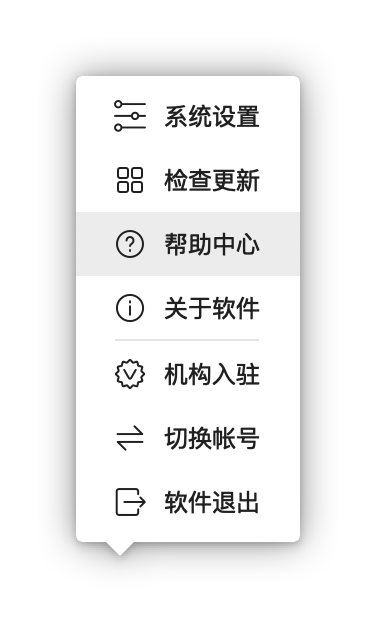 系统设置
检查更新
帮助中心
关于软件
机构入驻
切换帐号
软件退出